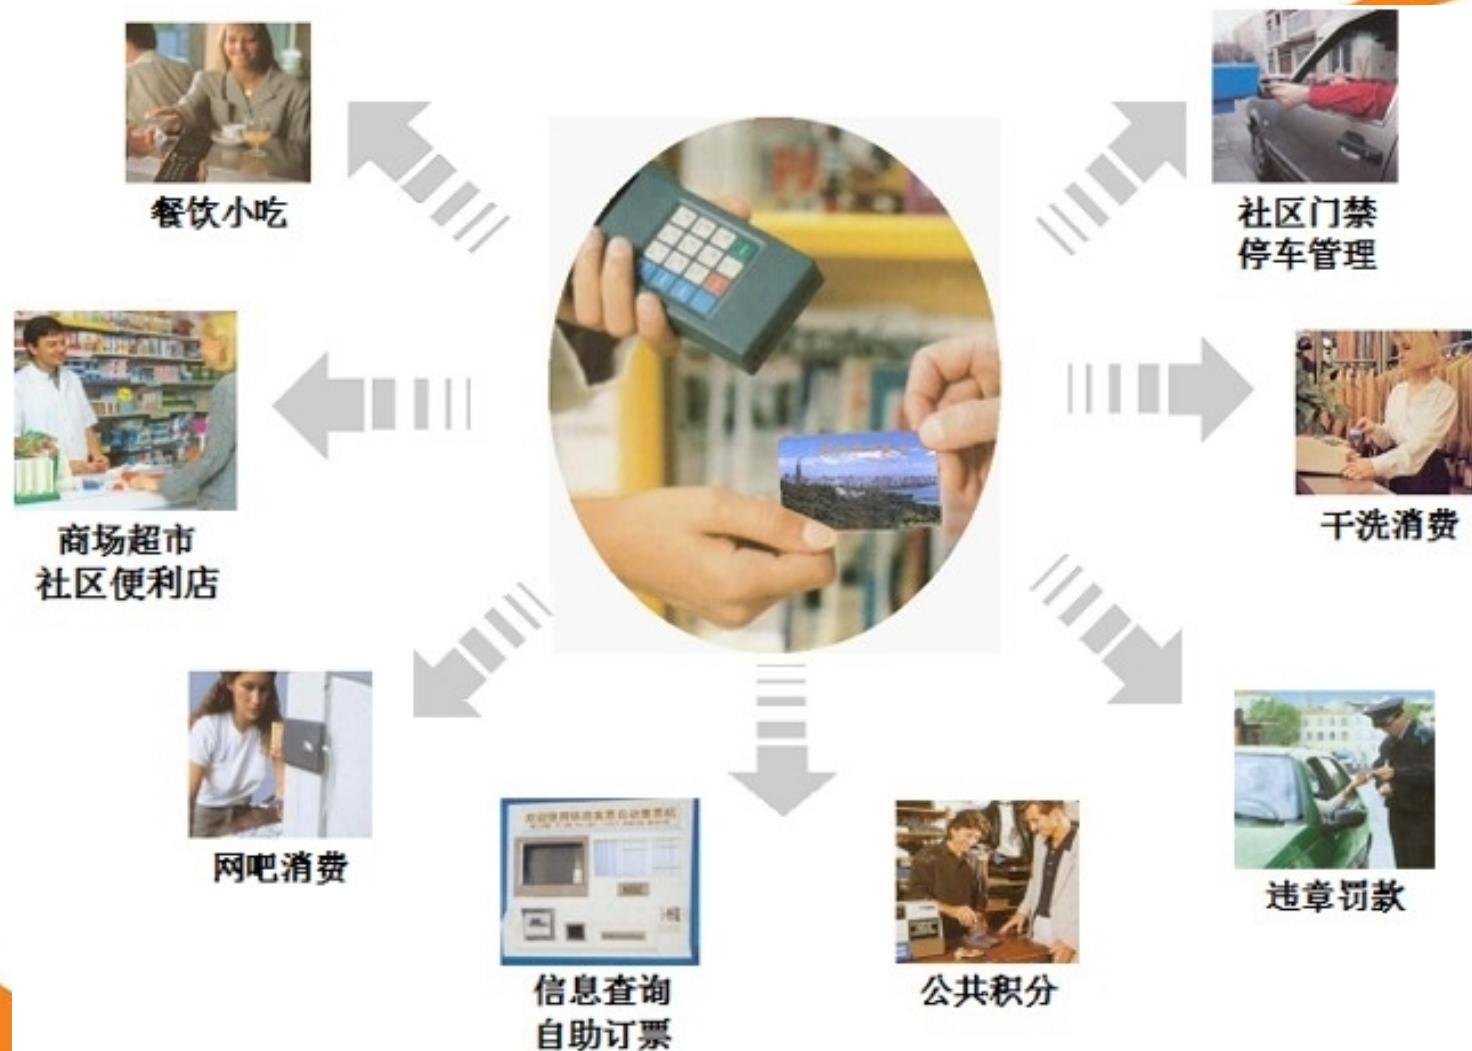 餐饮小吃
社区门禁
停车管理
商场超市
社区便利店
干洗消费
网吧消费
违章罚款
信息查询
自助订票
公共积分